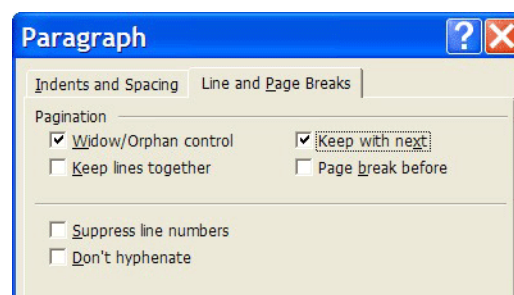 Paragraph ?
Indents and Spacing Line and Page Breaks
Pagination
Widow/Orphan control Keep with next
Keep lines together Page break before
Suppress line numbers
Don't hyphenate